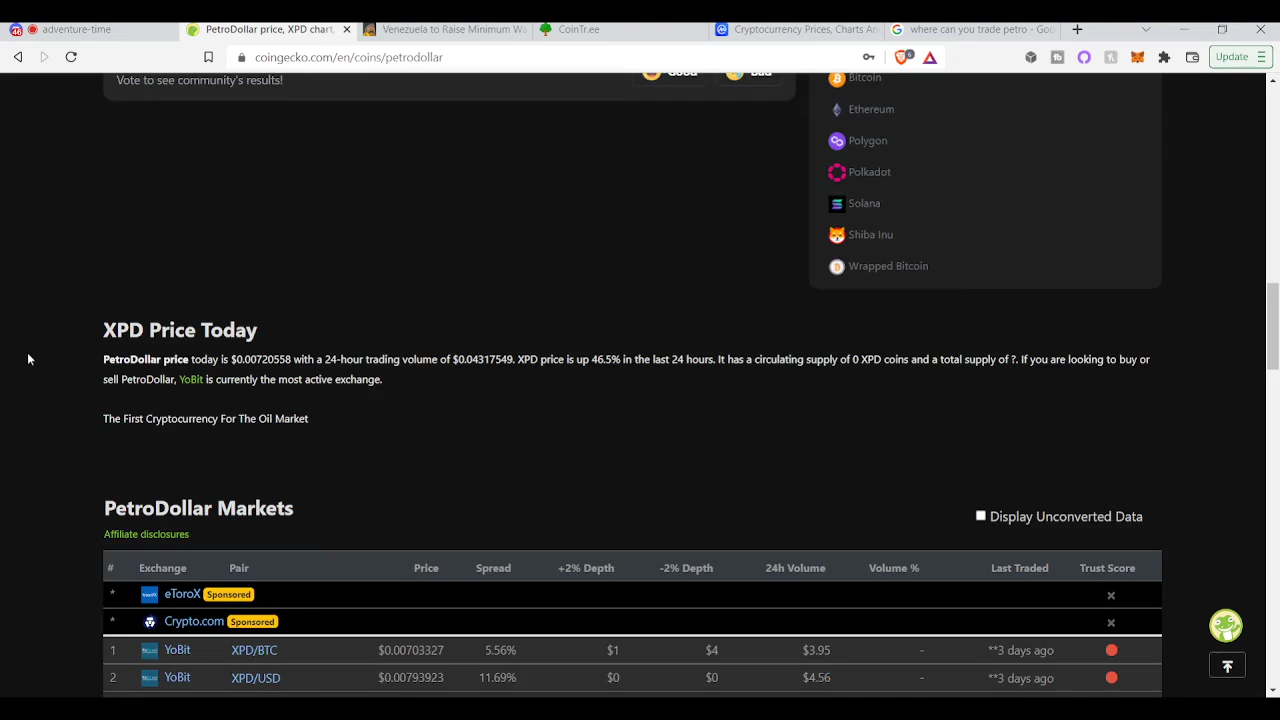 46
adventure-time
PetroDollar price, XPD chart,
Venezuela to Raise Minimum Wa
CoinTr.ee
Cryptocurrency Prices, Charts An
where can you trade petro - Goo
coingecko.com/en/coins/petrodollar
6
Update
Vote to see community's results!
Good
Bad
Bitcoin
Ethereum
Polygon
Polkadot
Solana
Shiba Inu
Wrapped Bitcoin
XPD Price Today
PetroDollar price today is $0.00720558 with a 24-hour trading volume of $0.04317549. XPD price is up 46.5% in the last 24 hours. It has a circulating supply of 0 XPD coins and a total supply of ?. If you are looking to buy or
sell PetroDollar, YoBit is currently the most active exchange.
The First Cryptocurrency For The Oil Market
PetroDollar Markets
Affiliate disclosures
Display Unconverted Data
# Exchange Pair Price Spread +2% Depth -2% Depth 24h Volume Volume % Last Traded Trust Score
* eToroX Sponsored
* Crypto.com Sponsored
1 YoBit XPD/BTC $0.00703327 5.56% $1 $4 $3.95 - **3 days ago
2 YoBit XPD/USD $0.00793923 11.69% $0 $0 $4.56 - **3 days ago